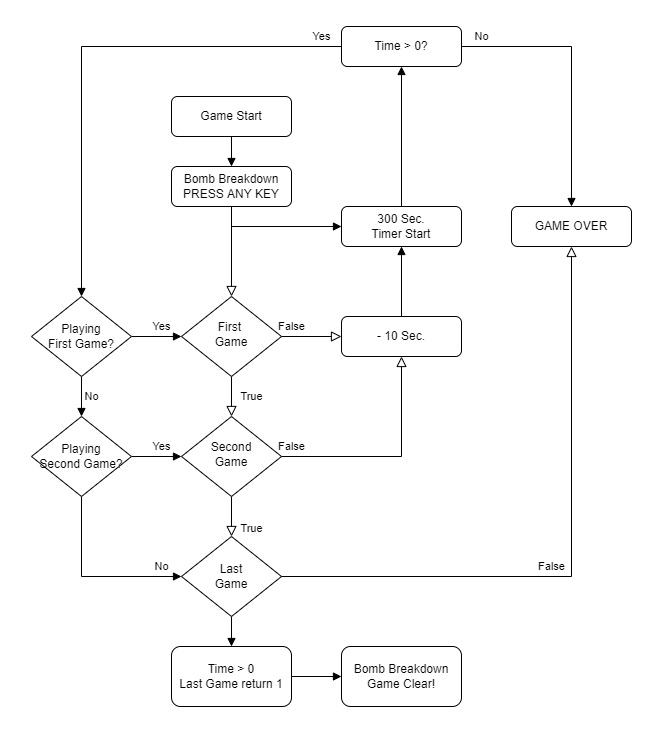 Yes
Time > 0?
No
Game Start
Bomb Breakdown
PRESS ANY KEY
300 Sec.
Timer Start
GAME OVER
Playing
First Game?
Yes
First
Game
False
- 10 Sec.
No
True
Playing
Second Game?
Yes
Second
Game
False
True
No
Last
Game
False
Time > 0
Last Game return 1
Bomb Breakdown
Game Clear!